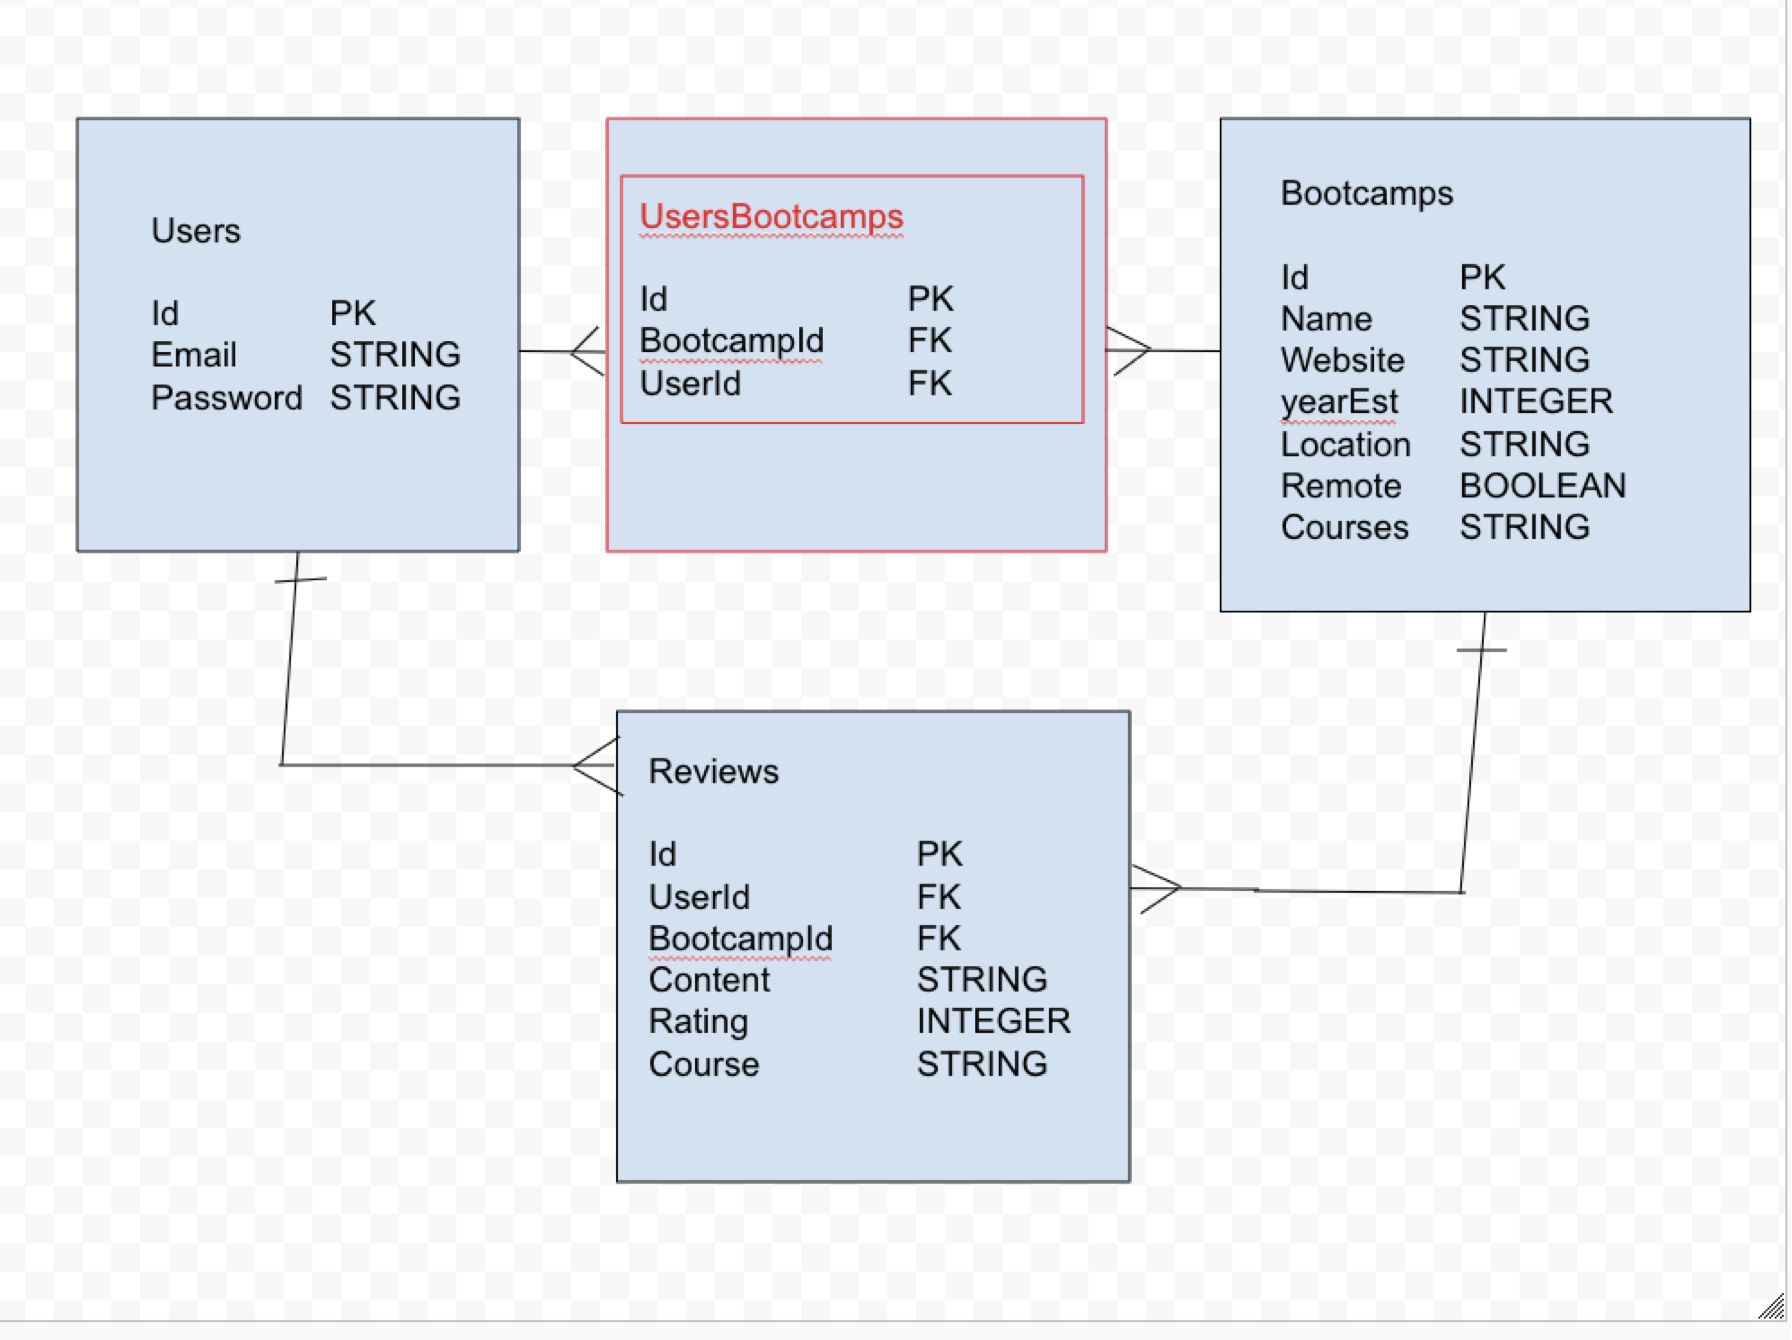 Users
Id PK
Email STRING
Password STRING
UsersBootcamps
Id PK
BootcampId FK
UserId FK
Bootcamps
Id PK
Name STRING
Website STRING
yearEst INTEGER
Location STRING
Remote BOOLEAN
Courses STRING
Reviews
Id PK
UserId FK
BootcampId FK
Content STRING
Rating INTEGER
Course STRING